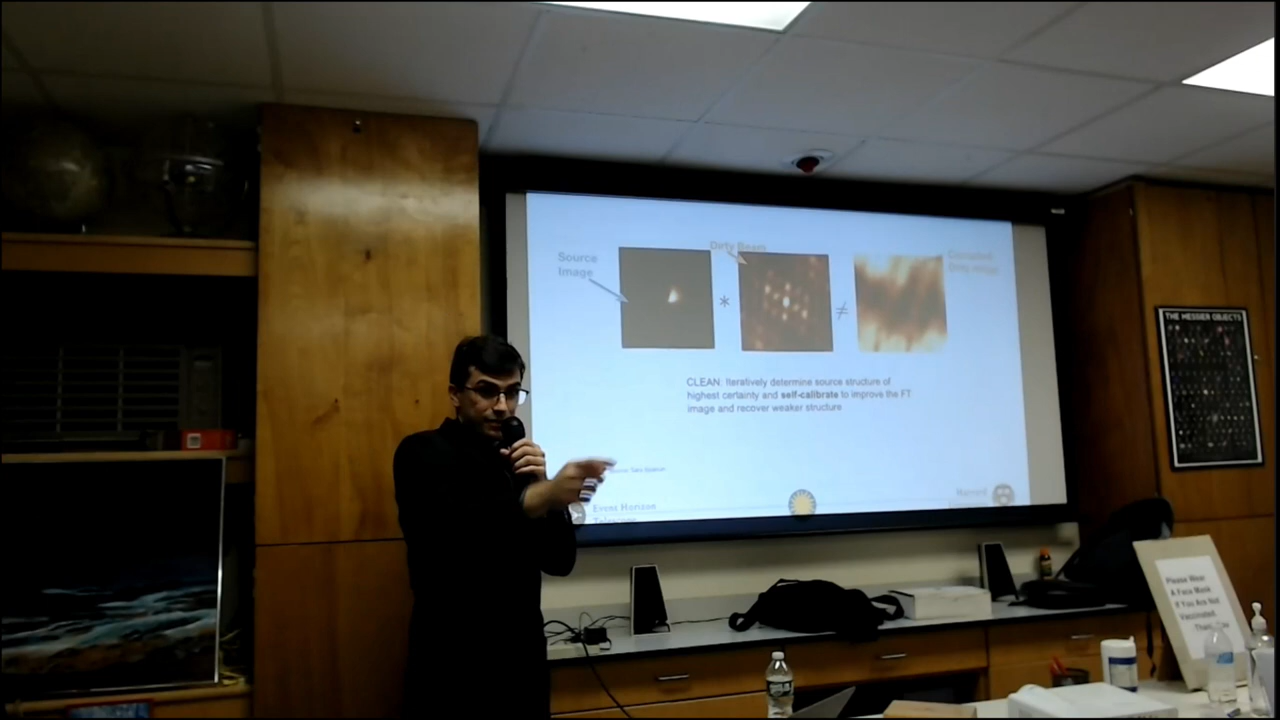 Source
Image
Dirty Beam
*
≠
CLEAN: Iteratively determine source structure of
highest certainty and self-calibrate to improve the FT
image and recover weaker structure
Event Horizon
Telescope
THE MESSIER OBJECTS
Please Wear
A Face Mask
If You Are Not
Vaccinated.